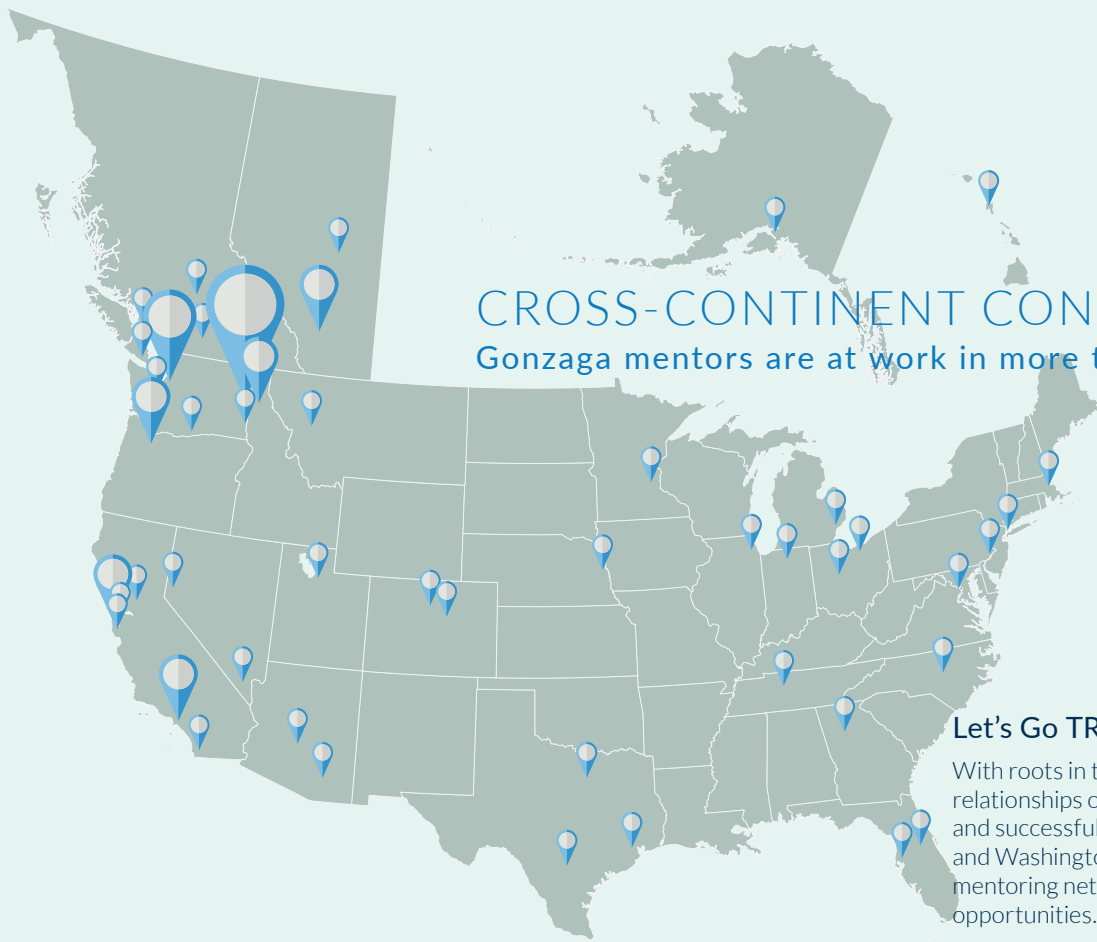 CROSS-CONTINENT CON
Gonzaga mentors are at work in more t
Let’s Go TR
With roots in t
relationships o
and successful
and Washingto
mentoring net
opportunities.